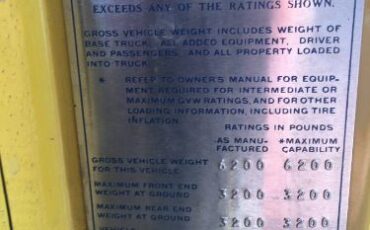 EXCEEDS ANY OF THE RATINGS SHOWN.
GROSS VEHICLE WEIGHT INCLUDES WEIGHT OF
BASE TRUCK, ALL ADDED EQUIPMENT, DRIVER
AND PASSENGERS AND ALL PROPERTY LOADED
INTO TRUCK
* REFER TO OWNER'S MANUAL FOR EQUIP-
MENT REQUIRED FOR INTERMEDIATE OR
MAXIMUM GVW RATINGS, AND FOR OTHER
LOADING INFORMATION, INCLUDING TIRE
INFLATION.
RATINGS IN POUNDS
AS MANU- *MAXIMUM
FACTURED CAPABILITY
GROSS VEHICLE WEIGHT
FOR THIS VEHICLE 6200 6200
MAXIMUM FRONT END
WEIGHT AT GROUND 3200 3200
MAXIMUM REAR END
WEIGHT AT GROUND 3200 3200